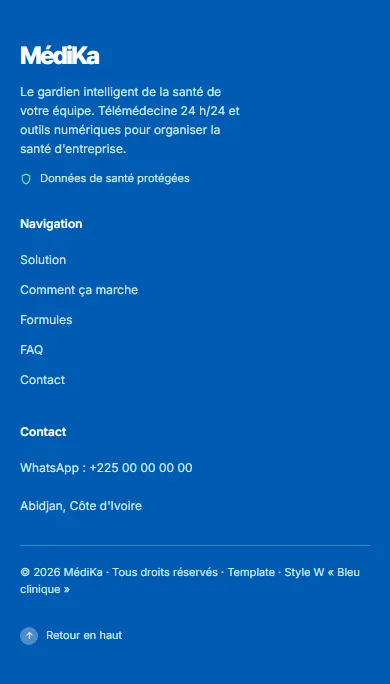 MédiKa
Le gardien intelligent de la santé de
votre équipe. Télémédecine 24 h/24 et
outils numériques pour organiser la
santé d'entreprise.
Données de santé protégées
Navigation
Solution
Comment ça marche
Formules
FAQ
Contact
Contact
WhatsApp : +225 00 00 00 00
Abidjan, Côte d'Ivoire
© 2026 MédiKa · Tous droits réservés · Template · Style W « Bleu
clinique »
Retour en haut